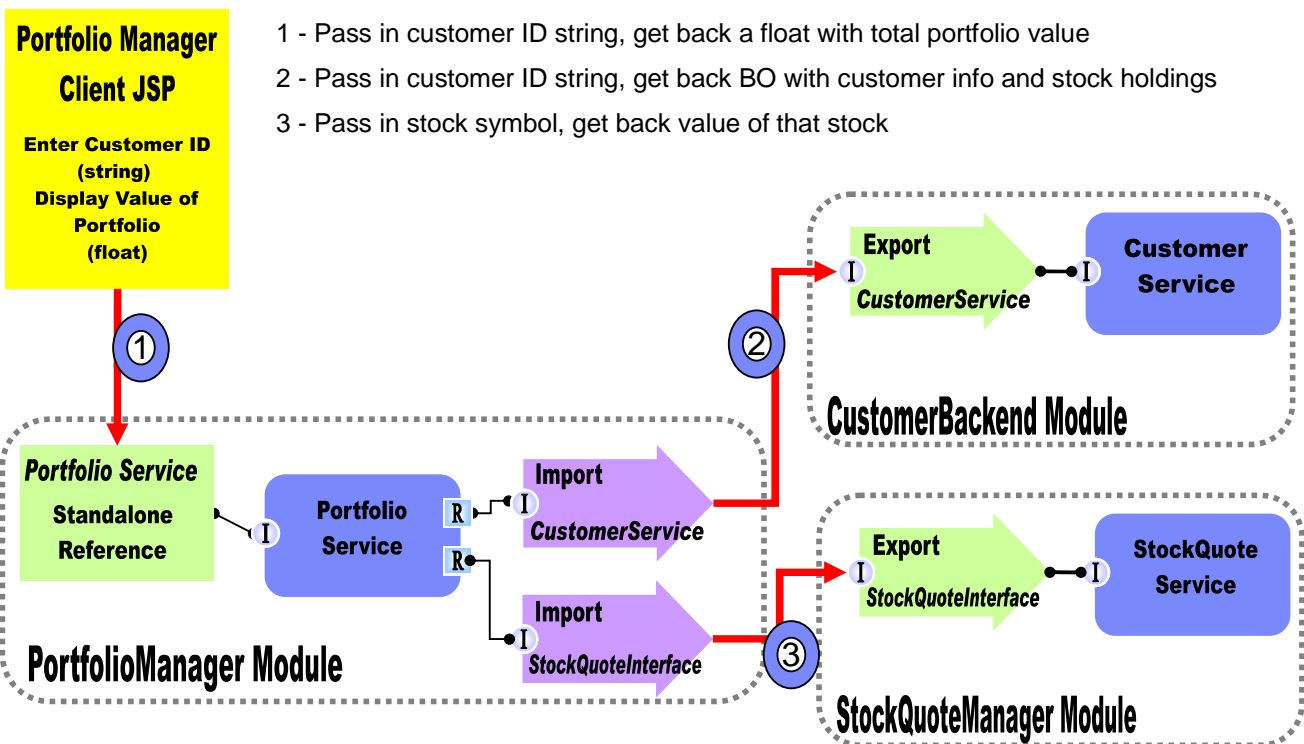 Portfolio Manager
Client JSP
Enter Customer ID
(string)
Display Value of
Portfolio
(float)
1 - Pass in customer ID string, get back a float with total portfolio value
2 - Pass in customer ID string, get back BO with customer info and stock holdings
3 - Pass in stock symbol, get back value of that stock
1
2
Export
I
CustomerService
I
Customer
Service
CustomerBackend Module
Portfolio Service
Standalone
Reference
I
Portfolio
Service
R
R
Import
I
CustomerService
Import
I
StockQuoteInterface
PortfolioManager Module
3
Export
I
StockQuoteInterface
I
StockQuote
Service
StockQuoteManager Module